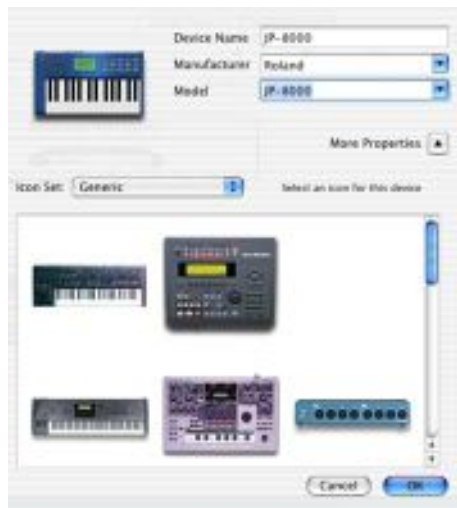 Device Name JP-8000
Manufacturer Roland
Model JP-8000
More Properties
Icon Set: Generic
Select an icon for this device
Cancel OK